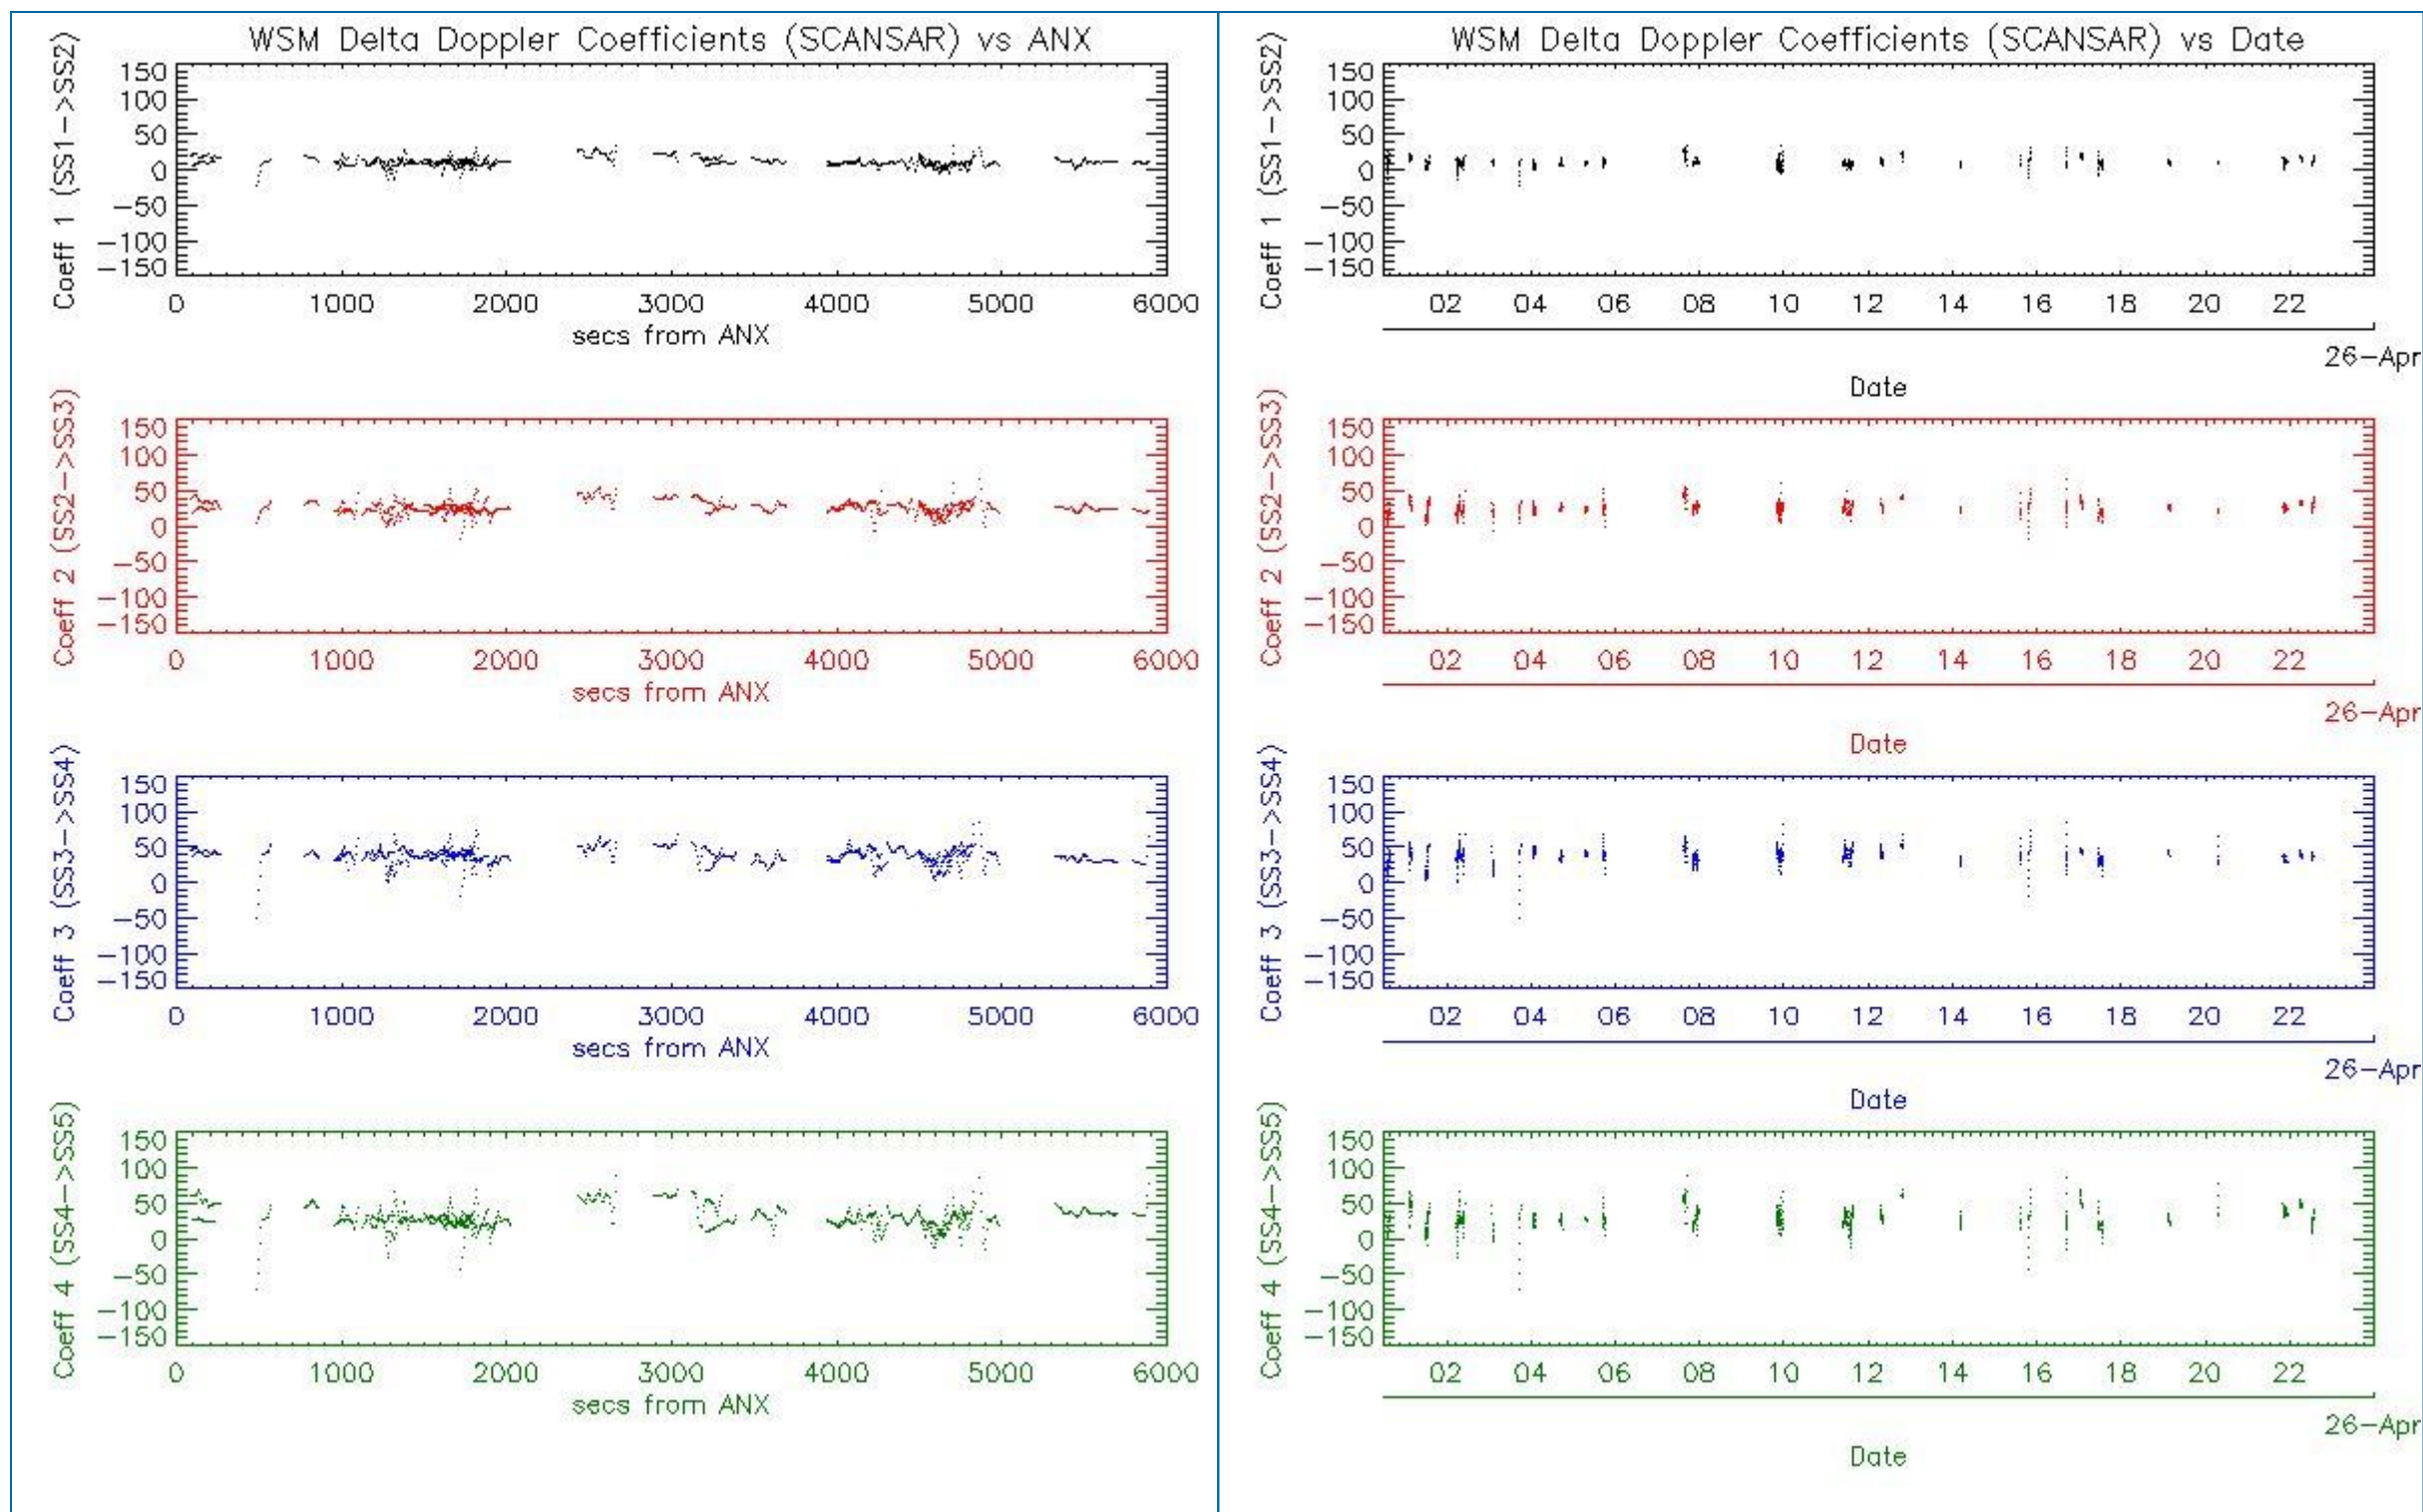 WSM Delta Doppler Coefficients (SCANSAR) vs ANX
Coeff 1 (SS1->SS2)
150
100
50
0
-50
-100
-150
0 1000 2000 3000 4000 5000 6000
secs from ANX
Coeff 2 (SS2->SS3)
150
100
50
0
-50
-100
-150
0 1000 2000 3000 4000 5000 6000
secs from ANX
Coeff 3 (SS3->SS4)
150
100
50
0
-50
-100
-150
0 1000 2000 3000 4000 5000 6000
secs from ANX
Coeff 4 (SS4->SS5)
150
100
50
0
-50
-100
-150
0 1000 2000 3000 4000 5000 6000
secs from ANX
WSM Delta Doppler Coefficients (SCANSAR) vs Date
Coeff 1 (SS1->SS2)
150
100
50
0
-50
-100
-150
02 04 06 08 10 12 14 16 18 20 22
26-Apr
Date
Coeff 2 (SS2->SS3)
150
100
50
0
-50
-100
-150
02 04 06 08 10 12 14 16 18 20 22
26-Apr
Date
Coeff 3 (SS3->SS4)
150
100
50
0
-50
-100
-150
02 04 06 08 10 12 14 16 18 20 22
26-Apr
Date
Coeff 4 (SS4->SS5)
150
100
50
0
-50
-100
-150
02 04 06 08 10 12 14 16 18 20 22
26-Apr
Date